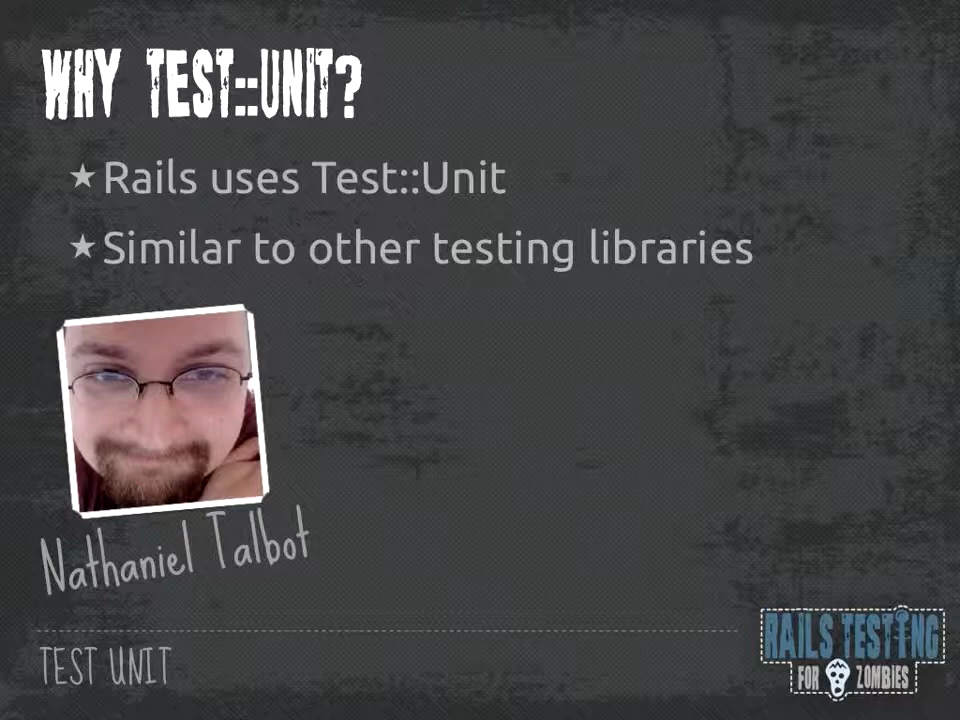 WHY TEST::UNIT?
★Rails uses Test::Unit
★Similar to other testing libraries
Nathaniel Talbot
TEST UNIT
RAILS TESTING
FOR ZOMBIES